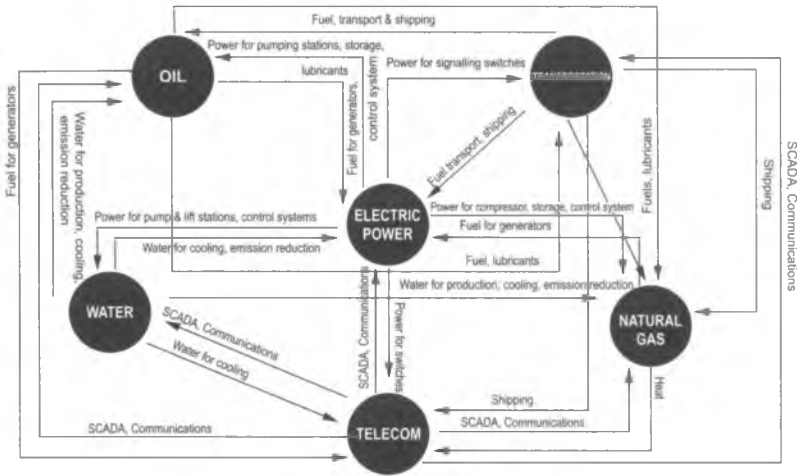 Fuel, transport & shipping
Power for pumping stations, storage,
control system
OIL
lubricants
Fuel for generators,
Power for signalling switches
TRANSPORTATION
Fuel for generators
Water for production, cooling,
emission reduction
Fuel transport, shipping
Fuels, lubricants
Shipping
SCADA, Communications
Power for pump & lift stations, control systems
ELECTRIC
POWER
Power for compressor, storage, control system
Fuel for generators
Water for cooling, emission reduction
Fuel, lubricants
Water for production, cooling, emission reduction
WATER
SCADA, Communications
Water for cooling
SCADA, Communications
Power for switches
NATURAL
GAS
Heat
Shipping
SCADA, Communications
TELECOM
SCADA, Communications